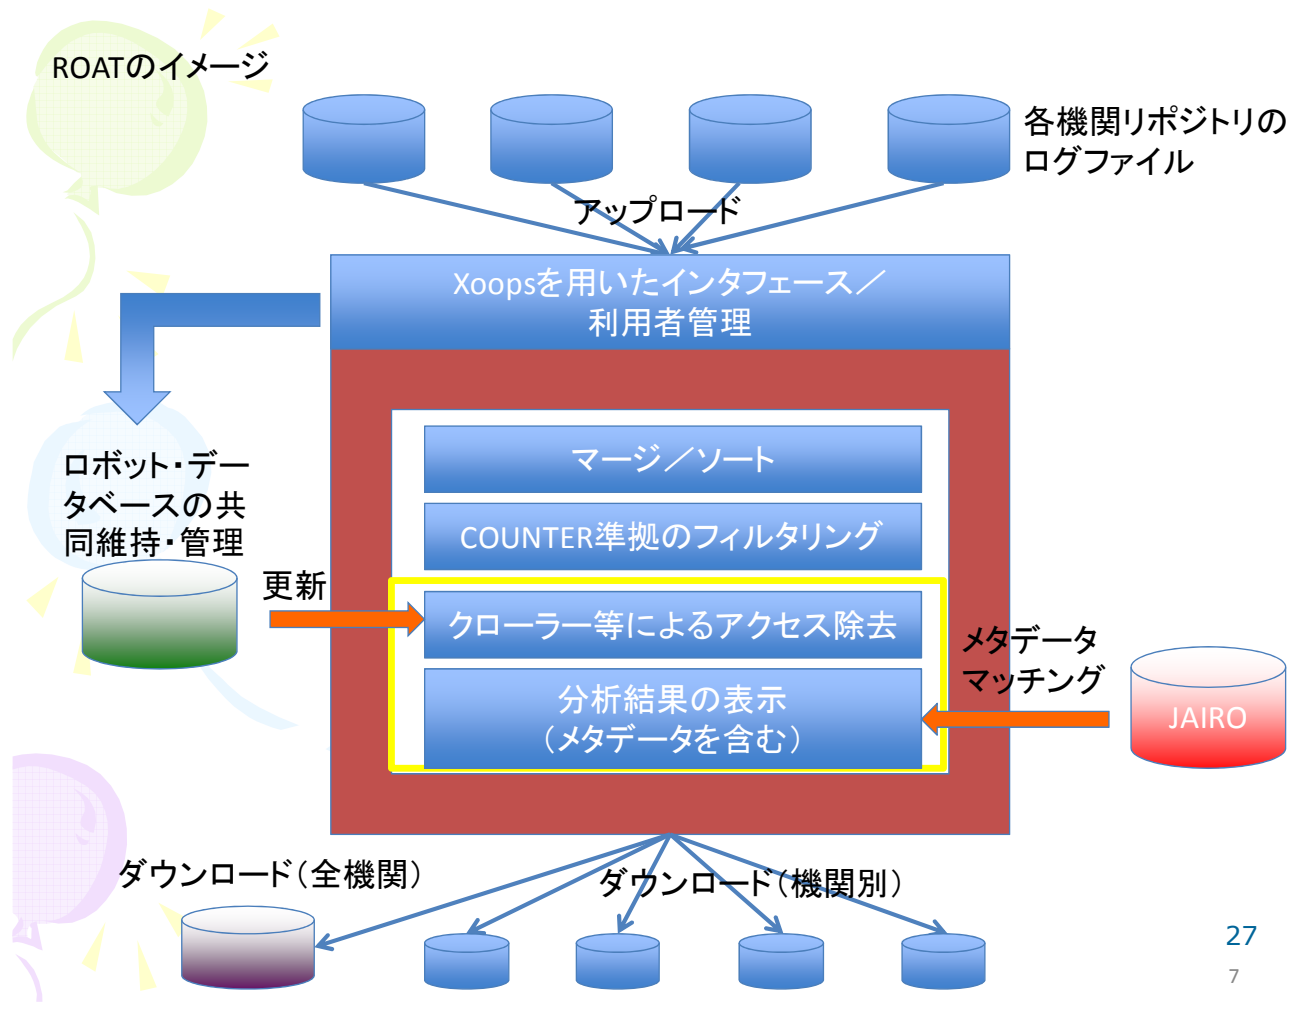 ROATのイメージ
各機関リポジトリの
ログファイル
アップロード
Xoopsを用いたインタフェース／
利用者管理
マージ／ソート
COUNTER準拠のフィルタリング
ロボット・デー
タベースの共
同維持・管理
更新
クローラー等によるアクセス除去
分析結果の表示
（メタデータを含む）
メタデータ
マッチング
JAIRO
ダウンロード（全機関）
ダウンロード（機関別）
27
7